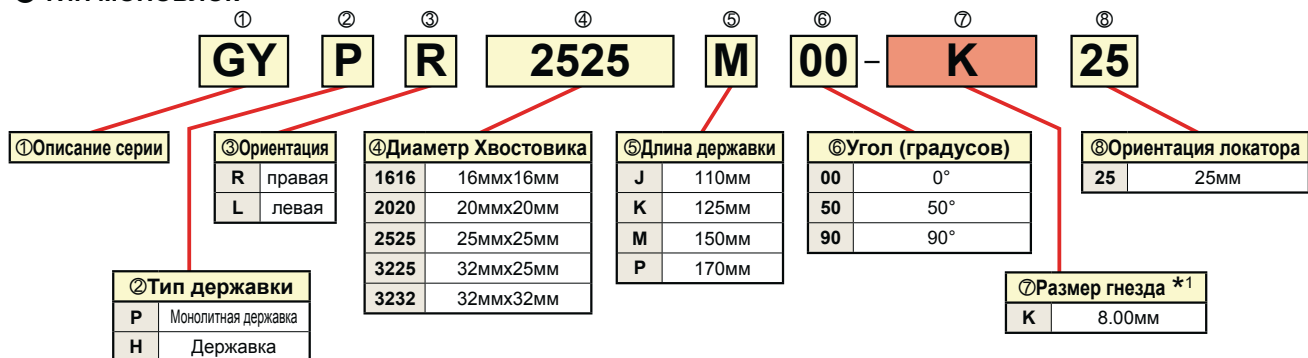 ① ② ③ ④ ⑤ ⑥ ⑦ ⑧
GY P R 2525 M 00 – K 25
①Описание серии
③Ориентация
R правая
L левая
④Диаметр Хвостовика
1616 16ммx16мм
2020 20ммx20мм
2525 25ммx25мм
3225 32ммx25мм
3232 32ммx32мм
⑤Длина державки
J 110мм
K 125мм
M 150мм
P 170мм
⑥Угол (градусов)
00 0°
50 50°
90 90°
⑧Ориентация локатора
25 25мм
②Тип державки
P Монолитная державка
H Державка
⑦Размер гнезда *1
K 8.00мм